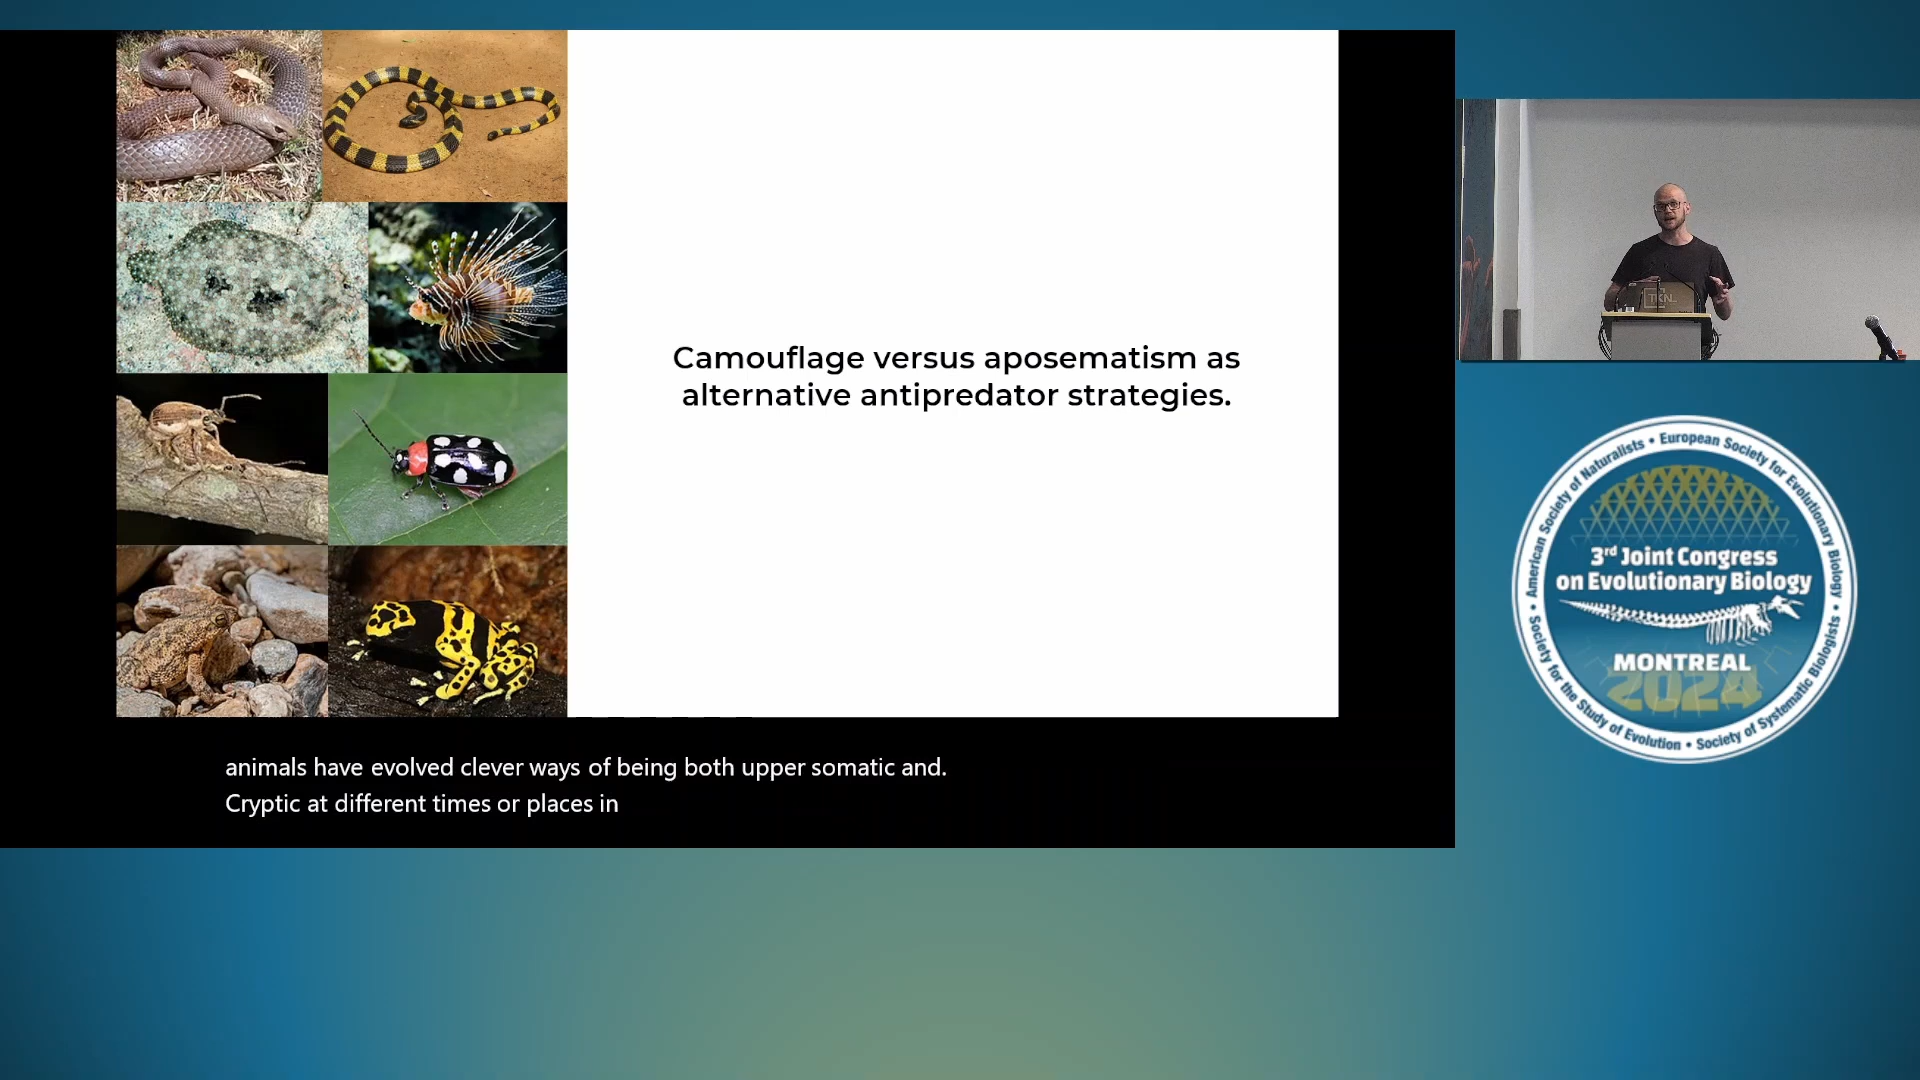 Camouflage versus aposematism as
alternative antipredator strategies.
animals have evolved clever ways of being both upper somatic and.
Cryptic at different times or places in
American Society of Naturalists • European Society for Evolutionary Biology •
Society for the Study of Evolution • Society of Systematic Biologists •
3rd Joint Congress
on Evolutionary Biology
MONTREAL
2024